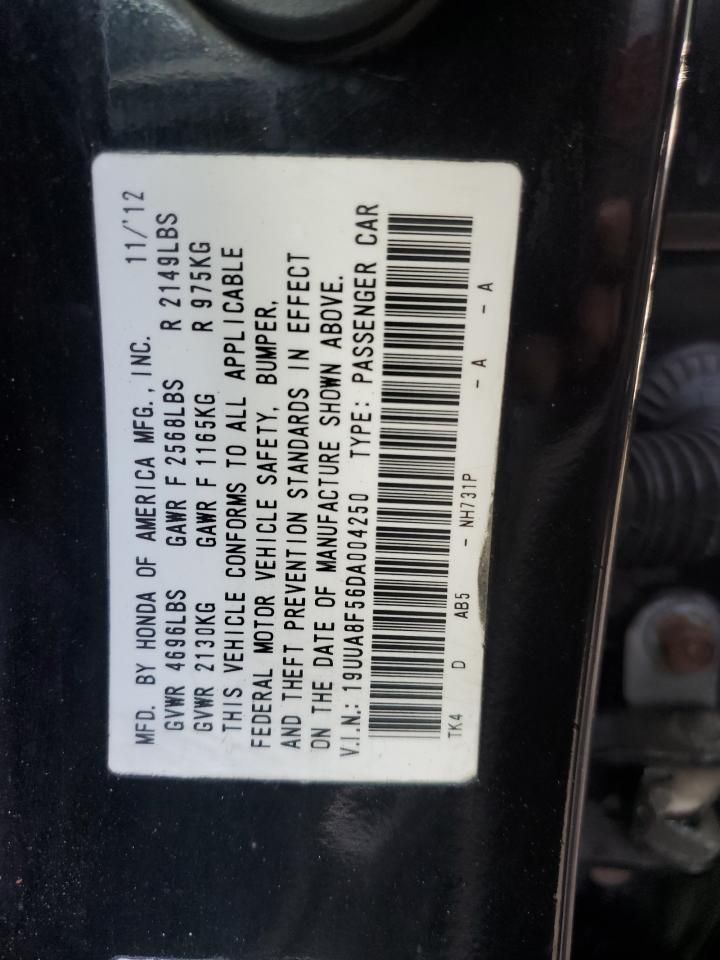 MFD. BY HONDA OF AMERICA MFG., INC. 11/'12
GVWR 4696LBS GAWR F 2568LBS R 2149LBS
GVWR 2130KG GAWR F 1165KG R 975KG
THIS VEHICLE CONFORMS TO ALL APPLICABLE
FEDERAL MOTOR VEHICLE SAFETY, BUMPER,
AND THEFT PREVENTION STANDARDS IN EFFECT
ON THE DATE OF MANUFACTURE SHOWN ABOVE.
V.I.N.: 19UUA8F56DA004250 TYPE: PASSENGER CAR
TK4 D AB5 - NH731P - A - A